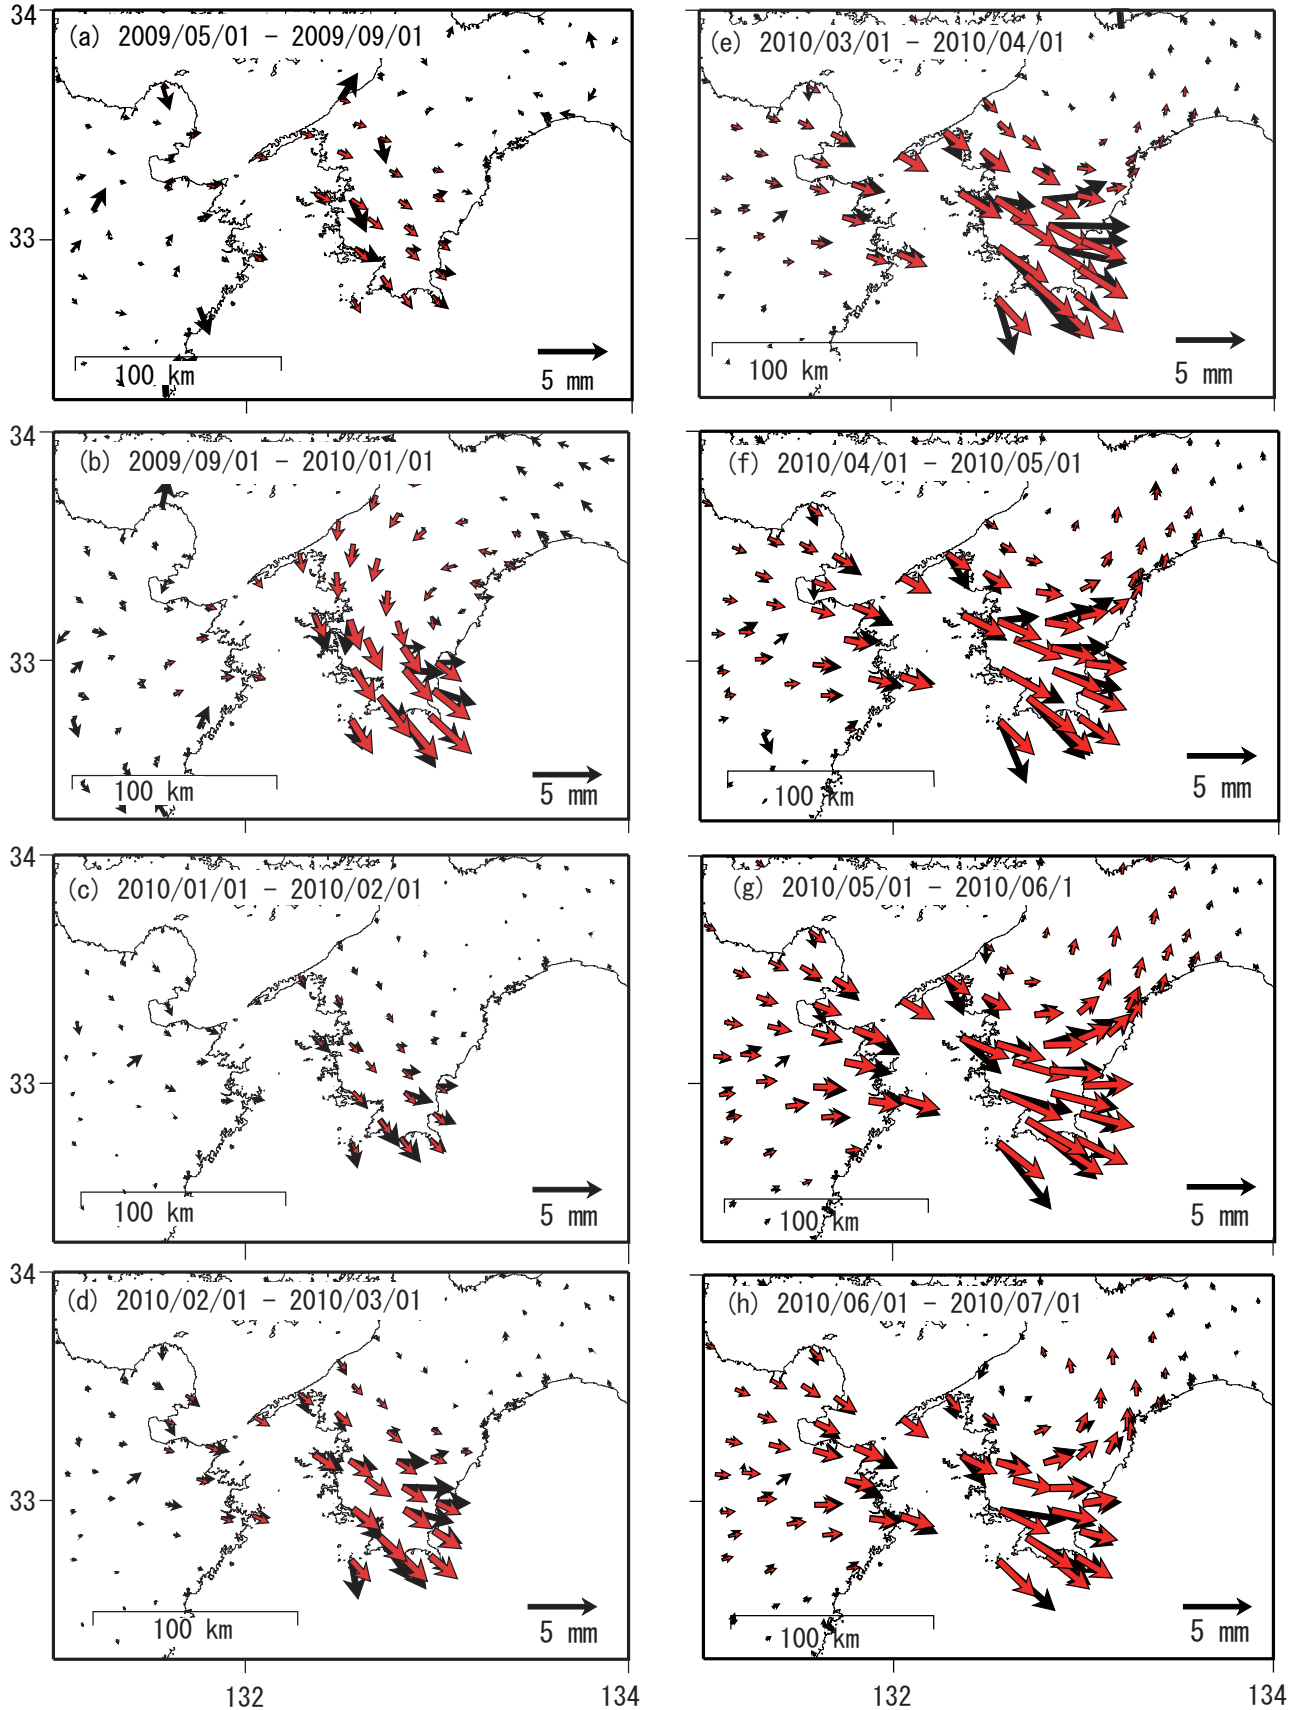 34
(a) 2009/05/01 - 2009/09/01
33
100 km
5 mm
(e) 2010/03/01 - 2010/04/01
100 km
5 mm
34
(b) 2009/09/01 - 2010/01/01
33
100 km
5 mm
(f) 2010/04/01 - 2010/05/01
100 km
5 mm
34
(c) 2010/01/01 - 2010/02/01
33
100 km
5 mm
(g) 2010/05/01 - 2010/06/1
100 km
5 mm
34
(d) 2010/02/01 - 2010/03/01
33
100 km
5 mm
132
134
(h) 2010/06/01 - 2010/07/01
100 km
5 mm
132
134